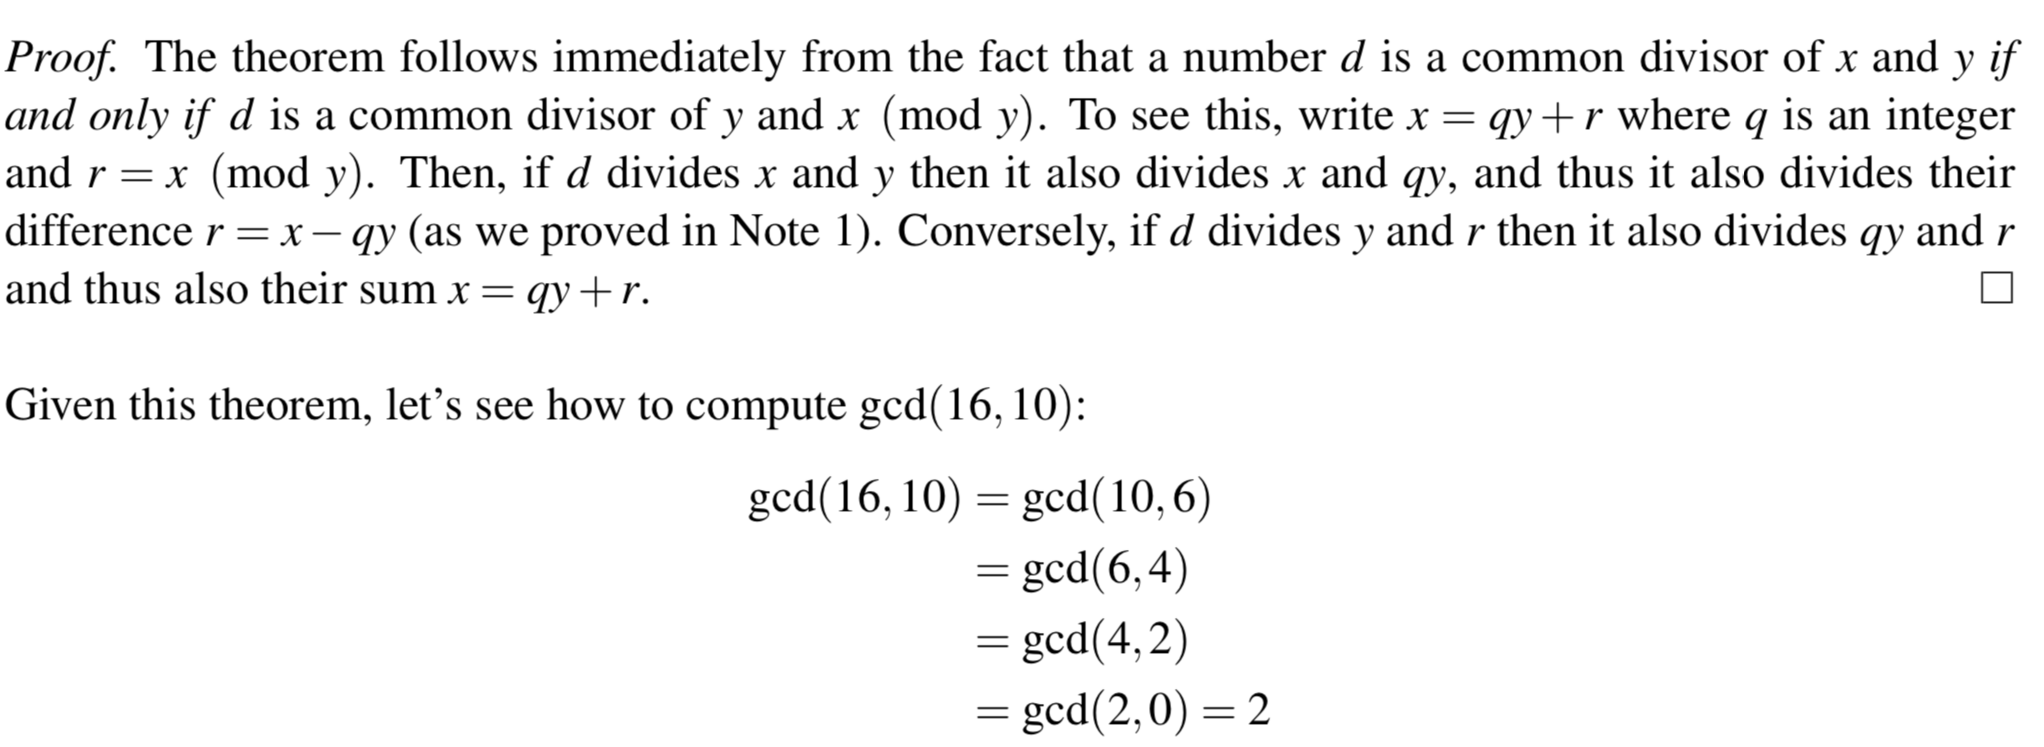 Proof. The theorem follows immediately from the fact that a number d is a common divisor of x and y if
and only if d is a common divisor of y and x (mod y). To see this, write x = qy + r where q is an integer
and r = x (mod y). Then, if d divides x and y then it also divides x and qy, and thus it also divides their
difference r = x − qy (as we proved in Note 1). Conversely, if d divides y and r then it also divides qy and r
and thus also their sum x = qy + r. □
Given this theorem, let’s see how to compute gcd(16, 10):
gcd(16, 10) = gcd(10, 6)
= gcd(6, 4)
= gcd(4, 2)
= gcd(2, 0) = 2